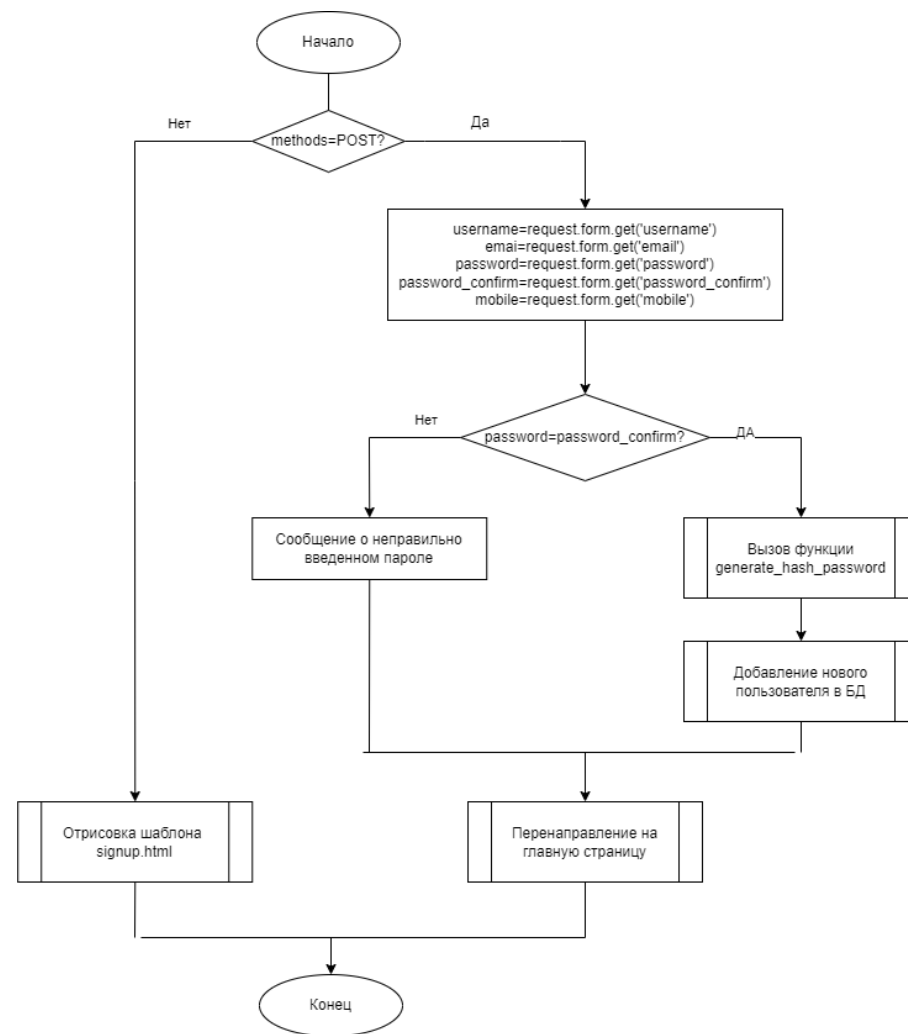 Начало
Нет
Да
methods=POST?
username=request.form.get('username')
emai=request.form.get('email')
password=request.form.get('password')
password_confirm=request.form.get('password_confirm')
mobile=request.form.get('mobile')
Нет
password=password_confirm?
ДА
Сообщение о неправильно
введенном пароле
Вызов функции
generate_hash_password
Добавление нового
пользователя в БД
Отрисовка шаблона
signup.html
Перенаправление на
главную страницу
Конец